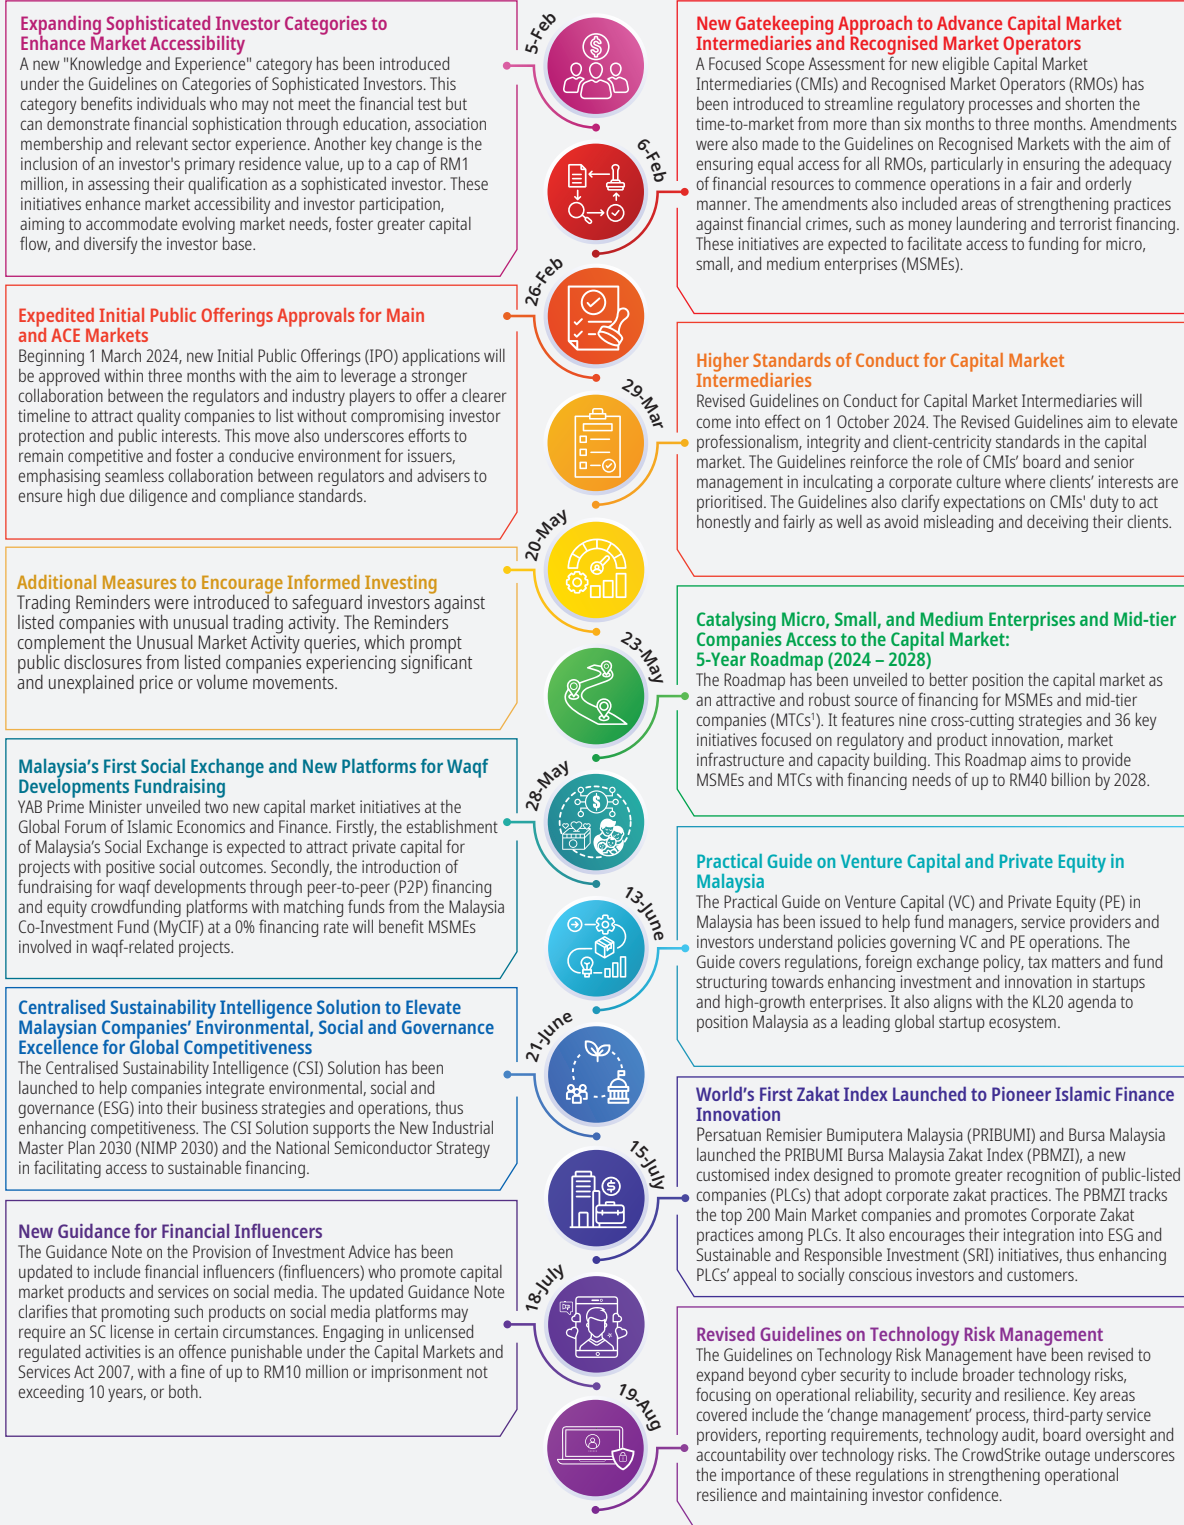 5-Feb
Expanding Sophisticated Investor Categories to
Enhance Market Accessibility
A new "Knowledge and Experience" category has been introduced
under the Guidelines on Categories of Sophisticated Investors. This
category benefits individuals who may not meet the financial test but
can demonstrate financial sophistication through education, association
membership and relevant sector experience. Another key change is the
inclusion of an investor's primary residence value, up to a cap of RM1
million, in assessing their qualification as a sophisticated investor. These
initiatives enhance market accessibility and investor participation,
aiming to accommodate evolving market needs, foster greater capital
flow, and diversify the investor base.
6-Feb
New Gatekeeping Approach to Advance Capital Market
Intermediaries and Recognised Market Operators
A Focused Scope Assessment for new eligible Capital Market
Intermediaries (CMIs) and Recognised Market Operators (RMOs) has
been introduced to streamline regulatory processes and shorten the
time-to-market from more than six months to three months. Amendments
were also made to the Guidelines on Recognised Markets with the aim of
ensuring equal access for all RMOs, particularly in ensuring the adequacy
of financial resources to commence operations in a fair and orderly
manner. The amendments also included areas of strengthening practices
against financial crimes, such as money laundering and terrorist financing.
These initiatives are expected to facilitate access to funding for micro,
small, and medium enterprises (MSMEs).
26-Feb
Expedited Initial Public Offerings Approvals for Main
and ACE Markets
Beginning 1 March 2024, new Initial Public Offerings (IPO) applications will
be approved within three months with the aim to leverage a stronger
collaboration between the regulators and industry players to offer a clearer
timeline to attract quality companies to list without compromising investor
protection and public interests. This move also underscores efforts to
remain competitive and foster a conducive environment for issuers,
emphasising seamless collaboration between regulators and advisers to
ensure high due diligence and compliance standards.
29-Mar
Higher Standards of Conduct for Capital Market
Intermediaries
Revised Guidelines on Conduct for Capital Market Intermediaries will
come into effect on 1 October 2024. The Revised Guidelines aim to elevate
professionalism, integrity and client-centricity standards in the capital
market. The Guidelines reinforce the role of CMIs' board and senior
management in inculcating a corporate culture where clients' interests are
prioritised. The Guidelines also clarify expectations on CMIs' duty to act
honestly and fairly as well as avoid misleading and deceiving their clients.
20-May
Additional Measures to Encourage Informed Investing
Trading Reminders were introduced to safeguard investors against
listed companies with unusual trading activity. The Reminders
complement the Unusual Market Activity queries, which prompt
public disclosures from listed companies experiencing significant
and unexplained price or volume movements.
23-May
Catalysing Micro, Small, and Medium Enterprises and Mid-tier
Companies Access to the Capital Market:
5-Year Roadmap (2024 – 2028)
The Roadmap has been unveiled to better position the capital market as
an attractive and robust source of financing for MSMEs and mid-tier
companies (MTCs¹). It features nine cross-cutting strategies and 36 key
initiatives focused on regulatory and product innovation, market
infrastructure and capacity building. This Roadmap aims to provide
MSMEs and MTCs with financing needs of up to RM40 billion by 2028.
28-May
Malaysia's First Social Exchange and New Platforms for Waqf
Developments Fundraising
YAB Prime Minister unveiled two new capital market initiatives at the
Global Forum of Islamic Economics and Finance. Firstly, the establishment
of Malaysia's Social Exchange is expected to attract private capital for
projects with positive social outcomes. Secondly, the introduction of
fundraising for waqf developments through peer-to-peer (P2P) financing
and equity crowdfunding platforms with matching funds from the Malaysia
Co-Investment Fund (MyCIF) at a 0% financing rate will benefit MSMEs
involved in waqf-related projects.
13-June
Practical Guide on Venture Capital and Private Equity in
Malaysia
The Practical Guide on Venture Capital (VC) and Private Equity (PE) in
Malaysia has been issued to help fund managers, service providers and
investors understand policies governing VC and PE operations. The
Guide covers regulations, foreign exchange policy, tax matters and fund
structuring towards enhancing investment and innovation in startups
and high-growth enterprises. It also aligns with the KL20 agenda to
position Malaysia as a leading global startup ecosystem.
21-June
Centralised Sustainability Intelligence Solution to Elevate
Malaysian Companies' Environmental, Social and Governance
Excellence for Global Competitiveness
The Centralised Sustainability Intelligence (CSI) Solution has been
launched to help companies integrate environmental, social and
governance (ESG) into their business strategies and operations, thus
enhancing competitiveness. The CSI Solution supports the New Industrial
Master Plan 2030 (NIMP 2030) and the National Semiconductor Strategy
in facilitating access to sustainable financing.
15-July
World's First Zakat Index Launched to Pioneer Islamic Finance
Innovation
Persatuan Remisier Bumiputera Malaysia (PRIBUMI) and Bursa Malaysia
launched the PRIBUMI Bursa Malaysia Zakat Index (PBMZI), a new
customised index designed to promote greater recognition of public-listed
companies (PLCs) that adopt corporate zakat practices. The PBMZI tracks
the top 200 Main Market companies and promotes Corporate Zakat
practices among PLCs. It also encourages their integration into ESG and
Sustainable and Responsible Investment (SRI) initiatives, thus enhancing
PLCs' appeal to socially conscious investors and customers.
18-July
New Guidance for Financial Influencers
The Guidance Note on the Provision of Investment Advice has been
updated to include financial influencers (finfluencers) who promote capital
market products and services on social media. The updated Guidance Note
clarifies that promoting such products on social media platforms may
require an SC license in certain circumstances. Engaging in unlicensed
regulated activities is an offence punishable under the Capital Markets and
Services Act 2007, with a fine of up to RM10 million or imprisonment not
exceeding 10 years, or both.
19-Aug
Revised Guidelines on Technology Risk Management
The Guidelines on Technology Risk Management have been revised to
expand beyond cyber security to include broader technology risks,
focusing on operational reliability, security and resilience. Key areas
covered include the 'change management' process, third-party service
providers, reporting requirements, technology audit, board oversight and
accountability over technology risks. The CrowdStrike outage underscores
the importance of these regulations in strengthening operational
resilience and maintaining investor confidence.